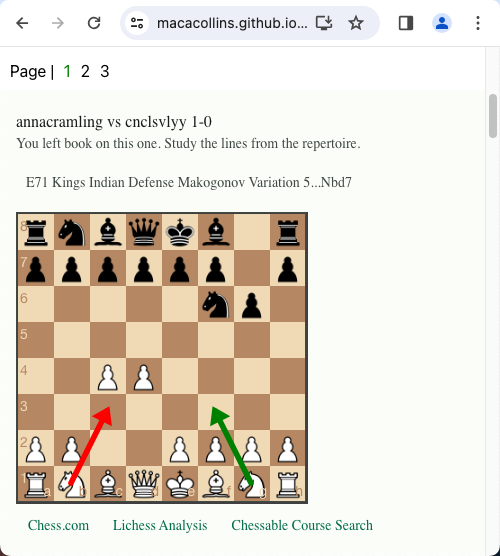 macacollins.github.io...
Page | 1 2 3
annacramling vs cnclsvlyy 1-0
You left book on this one. Study the lines from the repertoire.
E71 Kings Indian Defense Makogonov Variation 5...Nbd7
8
7
6
5
4
3
2
1
a b c d e f g h
Chess.com Lichess Analysis Chessable Course Search